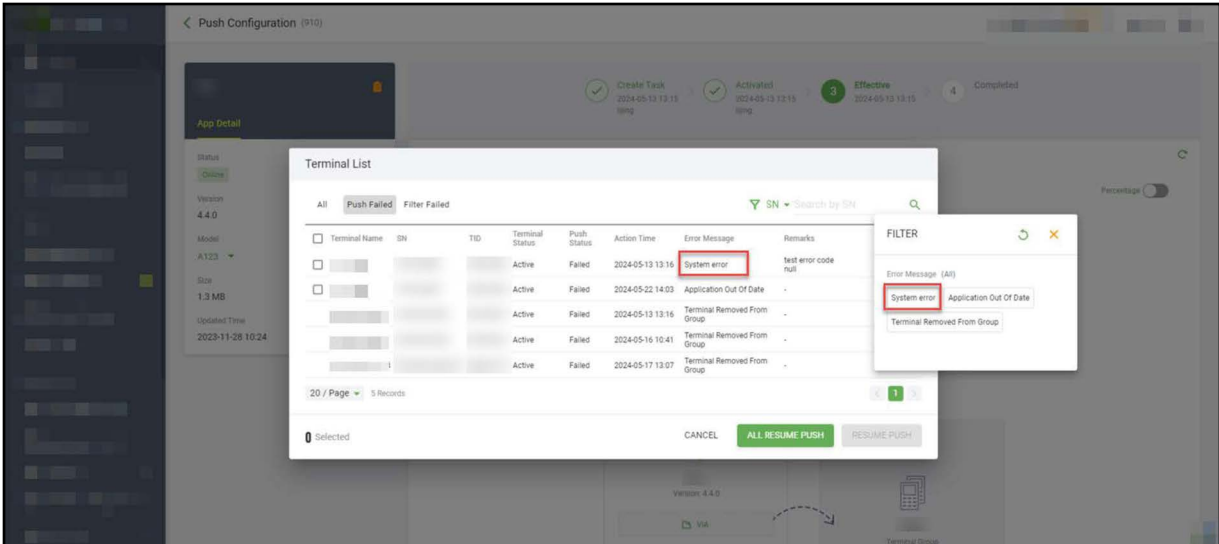 Push Configuration (910)
Create Task
2024-05-13 13:15
Activated
2024-05-13 13:15
3
Effective
2024-05-13 13:15
4
Completed
App Detail
Status
Online
Version
4.4.0
Model
A123
Size
1.3 MB
Updated Time
2023-11-28 10:24
Percentage
Terminal List
All Push Failed Filter Failed
SN Search by SN
Terminal Name SN TID Terminal Status Push Status Action Time Error Message Remarks
Active Failed 2024-05-13 13:16 System error test error code null
Active Failed 2024-05-22 14:03 Application Out Of Date -
Active Failed 2024-05-13 13:16 Terminal Removed From Group -
Active Failed 2024-05-16 10:41 Terminal Removed From Group -
Active Failed 2024-05-17 13:07 Terminal Removed From Group -
20 / Page 5 Records
< 1 >
0 Selected
CANCEL ALL RESUME PUSH RESUME PUSH
FILTER
Error Message (All)
System error Application Out Of Date
Terminal Removed From Group
Version: 4.4.0
Terminal Group